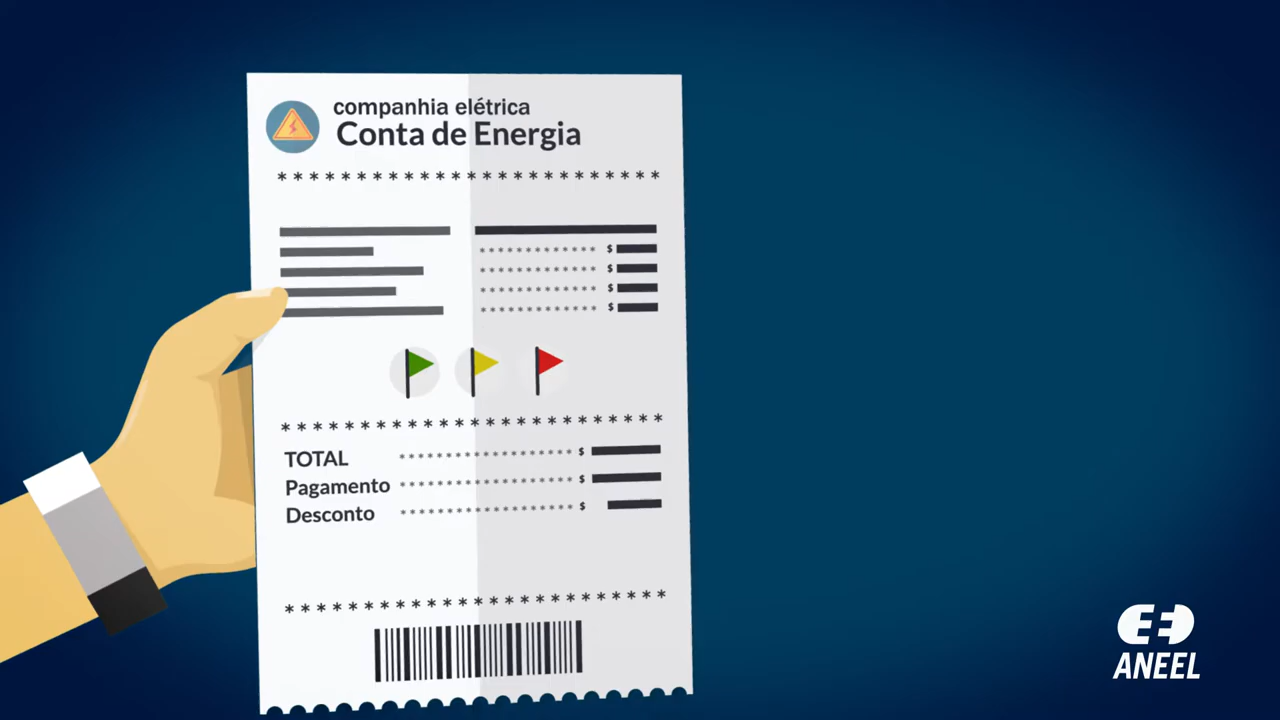 companhia elétrica
Conta de Energia
* * * * * * * * * * * * * * * * * * * * * * * *
$
$
$
$
* * * * * * * * * * * * * * * * * * * * * * * *
TOTAL $
Pagamento $
Desconto $
* * * * * * * * * * * * * * * * * * * * * * * *
ANEEL